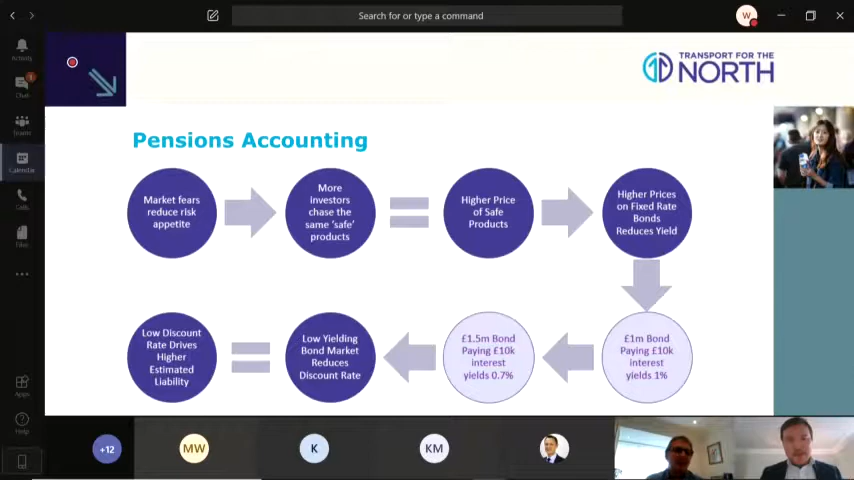 Search for or type a command
W
Activity
Chat
1
Teams
Calendar
Calls
Files
Apps
Help
TRANSPORT FOR THE
NORTH
Pensions Accounting
Market fears
reduce risk
appetite
More
investors
chase the
same 'safe'
products
Higher Price
of Safe
Products
Higher Prices
on Fixed Rate
Bonds
Reduces Yield
£1m Bond
Paying £10k
interest
yields 1%
£1.5m Bond
Paying £10k
interest
yields 0.7%
Low Yielding
Bond Market
Reduces
Discount Rate
Low Discount
Rate Drives
Higher
Estimated
Liability
+12
MW
K
KM